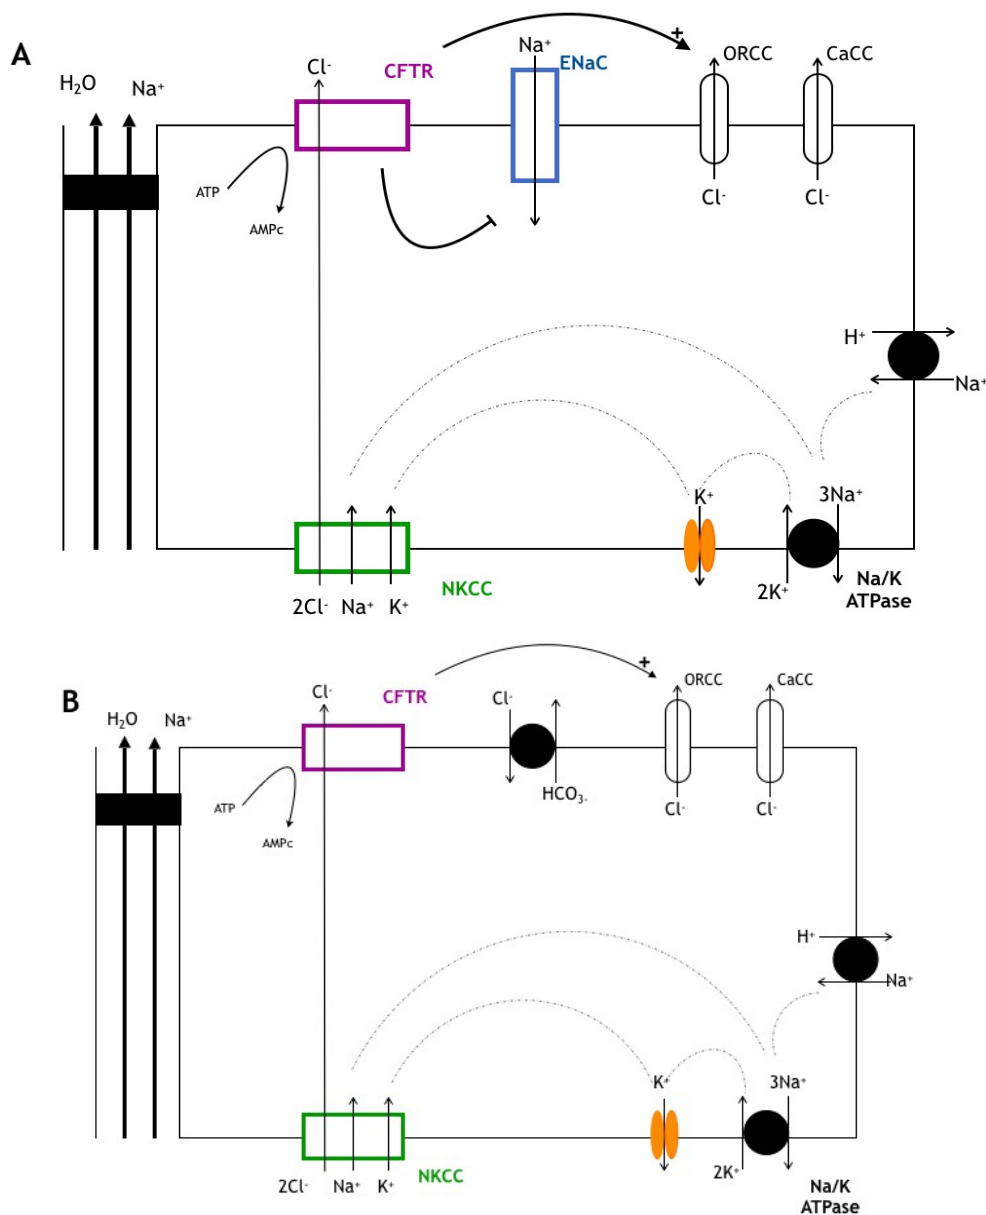 A
H₂O
Na⁺
Cl⁻
CFTR
Na⁺
ENaC
+
ORCC
CaCC
ATP
AMPc
Cl⁻
Cl⁻
H⁺
Na⁺
K⁺
3Na⁺
2Cl⁻
Na⁺
K⁺
NKCC
2K⁺
Na/K
ATPase
B
H₂O
Na⁺
Cl⁻
CFTR
Cl⁻
+
ORCC
CaCC
ATP
AMPc
HCO₃₋
Cl⁻
Cl⁻
H⁺
Na⁺
K⁺
3Na⁺
2Cl⁻
Na⁺
K⁺
NKCC
2K⁺
Na/K
ATPase